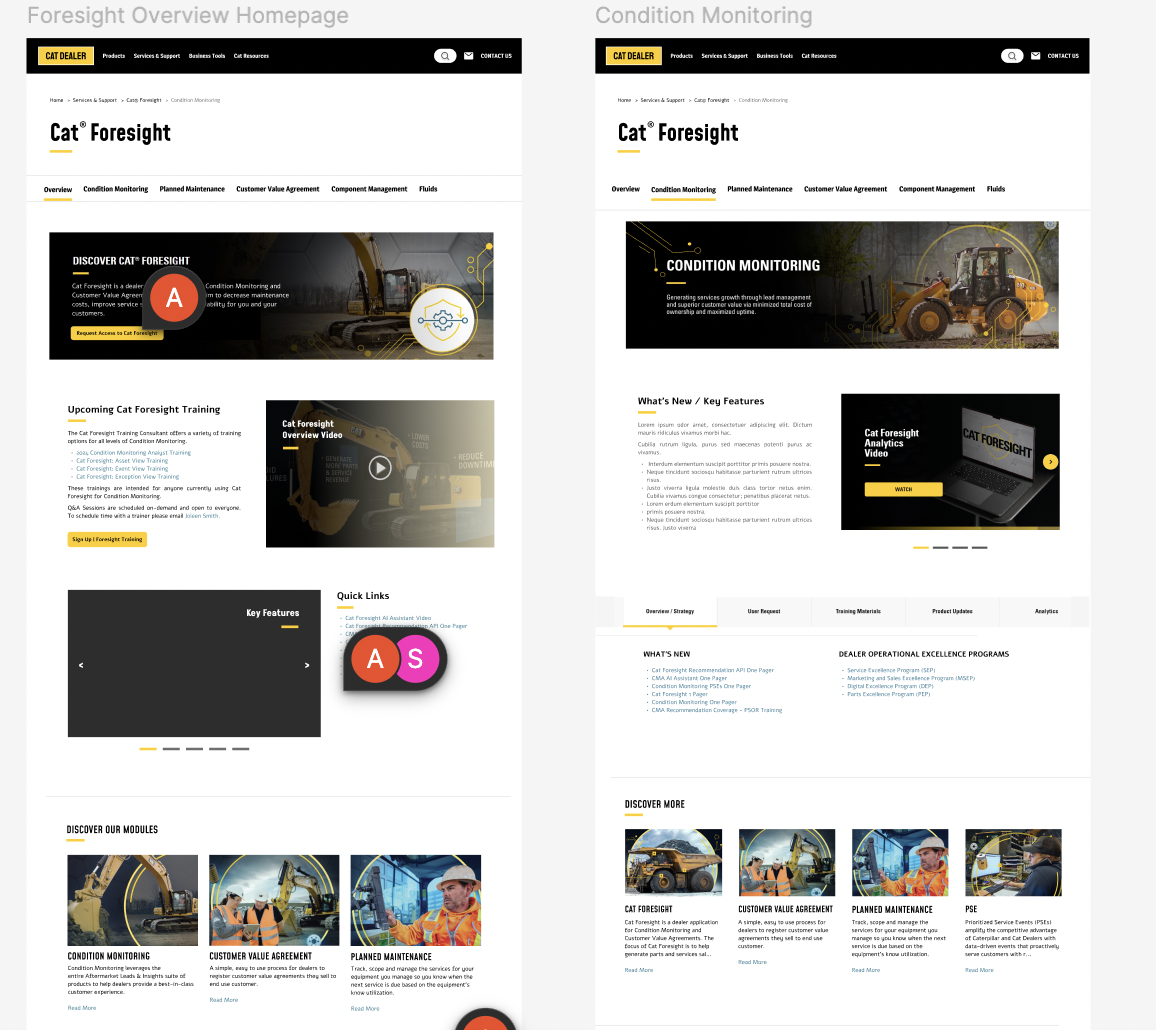 Foresight Overview Homepage
CAT DEALER
Products
Services & Support
Business Tools
Cat Resources
CONTACT US
Home > Services & Support > Cat® Foresight > Condition Monitoring
Cat® Foresight
Overview
Condition Monitoring
Planned Maintenance
Customer Value Agreement
Component Management
Fluids
DISCOVER CAT® FORESIGHT
Cat Foresight is a dealer Condition Monitoring and
Customer Value to decrease maintenance
costs, improve service for you and your
customers.
A
Request Access to Cat Foresight
Upcoming Cat Foresight Training
The Cat Foresight Training Consultant offers a variety of training
options for all levels of Condition Monitoring.
- 2024 Condition Monitoring Analyst Training
- Cat Foresight: Asset View Training
- Cat Foresight: Event View Training
- Cat Foresight: Exception View Training
These trainings are intended for anyone currently using Cat
Foresight for Condition Monitoring.
Q&A Sessions are scheduled on-demand and open to everyone.
To schedule time with a trainer please email Joleen Smith.
Sign Up | Foresight Training
Cat Foresight
Overview Video
LOWER
COSTS
GENERATE
MORE PARTS
& SERVICE
REVENUE
REDUCE
DOWNTIME
Key Features
<
>
Quick Links
- Cat Foresight AI Assistant Video
- Cat Foresight Recommendation API One Pager
A
S
DISCOVER OUR MODULES
CONDITION MONITORING
Condition Monitoring leverages the
entire Aftermarket Leads & Insights suite of
products to help dealers provide a best-in-class
customer experience.
Read More
CUSTOMER VALUE AGREEMENT
A simple, easy to use process for dealers to
register customer value agreements they sell to
end use customer.
Read More
PLANNED MAINTENANCE
Track, scope and manage the services for your
equipment you manage so you know when the
next service is due based on the equipment's
know utilization.
Read More
Condition Monitoring
CAT DEALER
Products
Services & Support
Business Tools
Cat Resources
CONTACT US
Home > Services & Support > Cat® Foresight > Condition Monitoring
Cat® Foresight
Overview
Condition Monitoring
Planned Maintenance
Customer Value Agreement
Component Management
Fluids
CONDITION MONITORING
Generating services growth through lead management
and superior customer value via minimized total cost of
ownership and maximized uptime.
What's New / Key Features
Lorem ipsum odor amet, consectetuer adipiscing elit. Dictum
mauris ridiculus vivamus morbi hac.
Cubilia rutrum ligula, purus sed maecenas potenti purus ac
vivamus.
- Interdum elementum suscipit porttitor primis posuere nostra.
- Neque tincidunt sociosqu habitasse parturient rutrum ultrices
risus.
- Justo viverra ligula molestie duis class tortor netus enim.
Cubilia vivamus congue consectetur; penatibus placerat netus.
- Lorem erdum elementum suscipit porttitor
- primis posuere nostra.
- Neque tincidunt sociosqu habitasse parturient rutrum ultrices
risus. Justo viverra
Cat Foresight
Analytics
Video
WATCH
CAT FORESIGHT
>
Overview / Strategy
User Request
Training Materials
Product Updates
Analytics
WHAT'S NEW
- Cat Foresight Recommendation API One Pager
- CMA AI Assistant One Pager
- Condition Monitoring PSEs One Pager
- Cat Foresight 1 Pager
- Condition Monitoring One Pager
- CMA Recommendation Coverage – PSOR Training
DEALER OPERATIONAL EXCELLENCE PROGRAMS
- Service Excellence Program (SEP)
- Marketing and Sales Excellence Program (MSEP)
- Digital Excellence Program (DEP)
- Parts Excellence Program (PEP)
DISCOVER MORE
CAT FORESIGHT
Cat Foresight is a dealer application
for Condition Monitoring and
Customer Value Agreements. The
focus of Cat Foresight is to help
generate parts and services sal...
Read More
CUSTOMER VALUE AGREEMENT
A simple, easy to use process for
dealers to register customer value
agreements they sell to end use
customer.
Read More
PLANNED MAINTENANCE
Track, scope and manage the
services for your equipment you
manage so you know when the next
service is due based on the
equipment's know utilization.
Read More
PSE
Prioritized Service Events (PSEs)
amplify the competitive advantage
of Caterpillar and Cat Dealers with
data-driven events that proactively
serve customers with r...
Read More